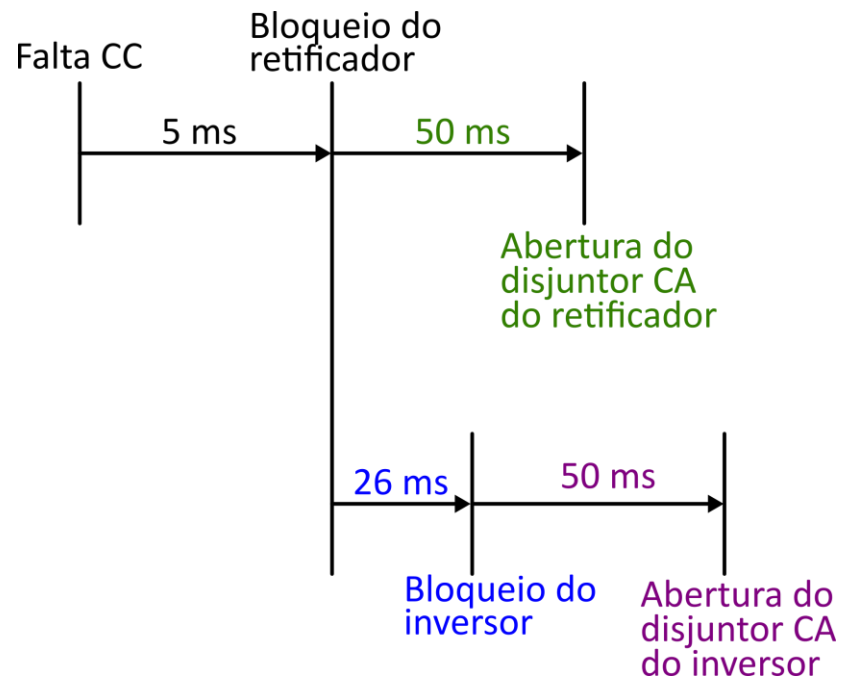 Falta CC
Bloqueio do
retificador
5 ms
50 ms
Abertura do
disjuntor CA
do retificador
26 ms
50 ms
Bloqueio do
inversor
Abertura do
disjuntor CA
do inversor